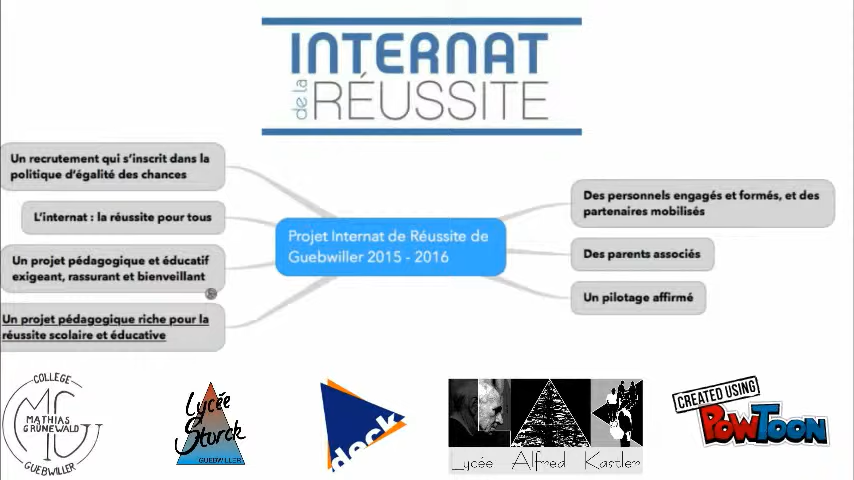 INTERNAT
de la
RÉUSSITE
Un recrutement qui s'inscrit dans la
politique d'égalité des chances
L'internat : la réussite pour tous
Un projet pédagogique et éducatif
exigeant, rassurant et bienveillant
Un projet pédagogique riche pour la
réussite scolaire et éducative
Projet Internat de Réussite de
Guebwiller 2015 - 2016
Des personnels engagés et formés, et des
partenaires mobilisés
Des parents associés
Un pilotage affirmé
COLLEGE
MG
MATHIAS
GRÜNEWALD
GUEBWILLER
Lycée
Storck
GUEBWILLER
deck
Lycée Alfred Kastler
CREATED USING
POWTOON